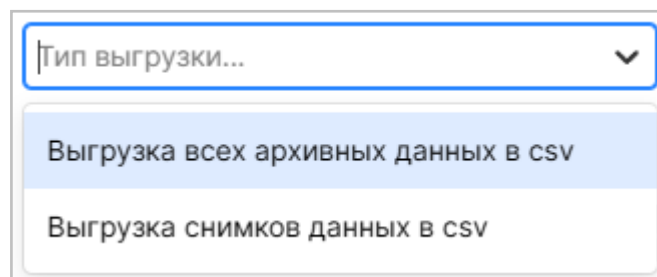 Тип выгрузки...
Выгрузка всех архивных данных в csv
Выгрузка снимков данных в csv